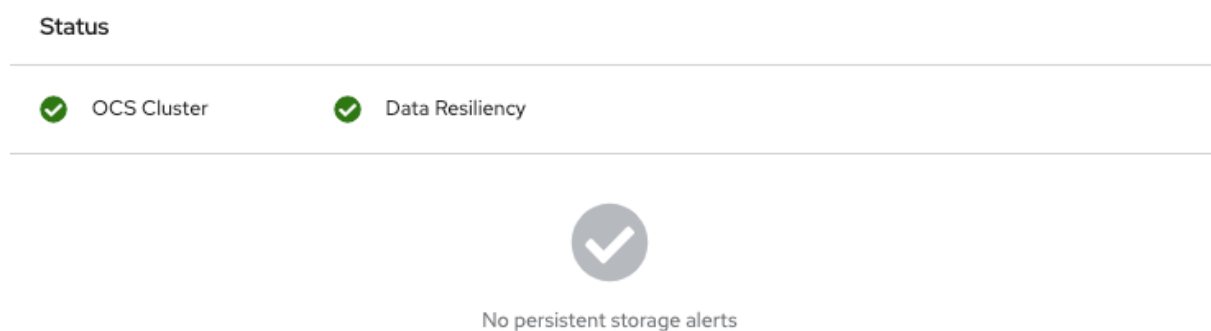 Status
OCS Cluster Data Resiliency
No persistent storage alerts